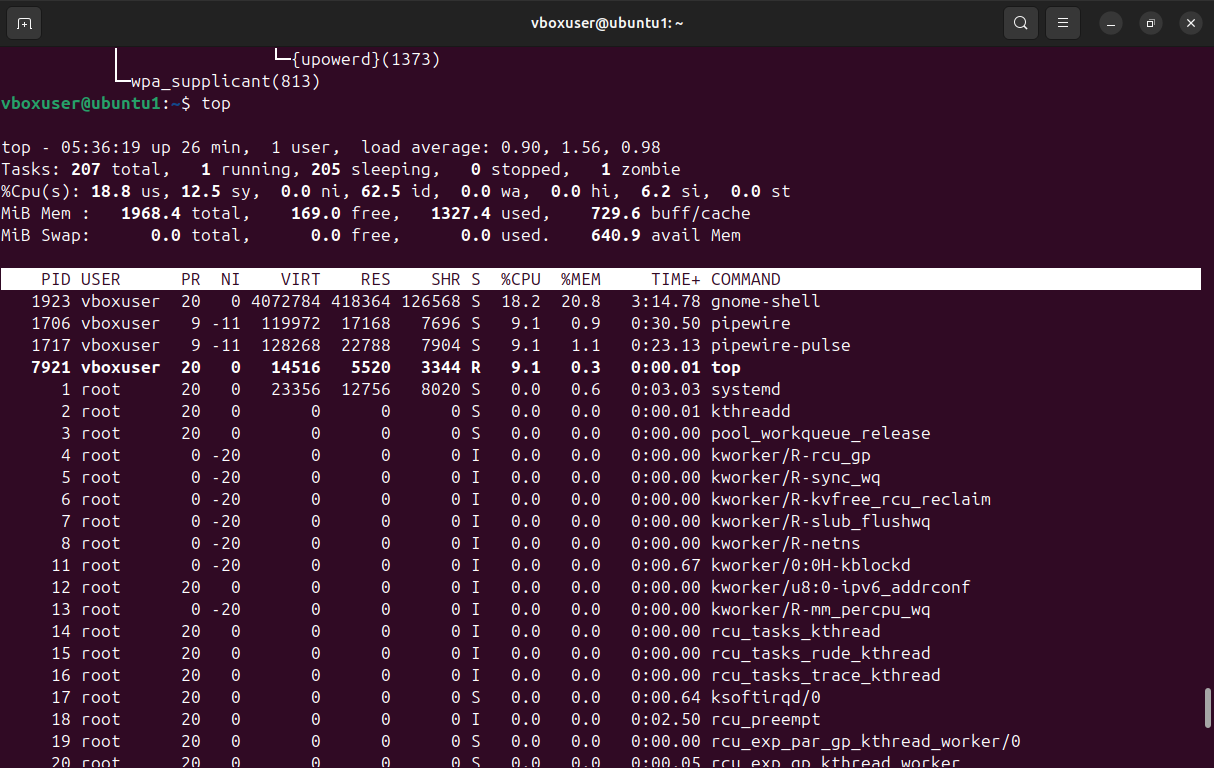 vboxuser@ubuntu1: ~
{upowerd}(1373)
wpa_supplicant(813)
vboxuser@ubuntu1:~$ top
top - 05:36:19 up 26 min,  1 user,  load average: 0.90, 1.56, 0.98
Tasks: 207 total,   1 running, 205 sleeping,   0 stopped,   1 zombie
%Cpu(s): 18.8 us, 12.5 sy,  0.0 ni, 62.5 id,  0.0 wa,  0.0 hi,  6.2 si,  0.0 st
MiB Mem :   1968.4 total,    169.0 free,   1327.4 used,    729.6 buff/cache
MiB Swap:      0.0 total,      0.0 free,      0.0 used.    640.9 avail Mem
    PID USER      PR  NI    VIRT    RES    SHR S  %CPU  %MEM     TIME+ COMMAND
   1923 vboxuser  20   0 4072784 418364 126568 S  18.2  20.8   3:14.78 gnome-shell
   1706 vboxuser   9 -11  119972  17168   7696 S   9.1   0.9   0:30.50 pipewire
   1717 vboxuser   9 -11  128268  22788   7904 S   9.1   1.1   0:23.13 pipewire-pulse
   7921 vboxuser  20   0   14516   5520   3344 R   9.1   0.3   0:00.01 top
      1 root      20   0   23356  12756   8020 S   0.0   0.6   0:03.03 systemd
      2 root      20   0       0      0      0 S   0.0   0.0   0:00.01 kthreadd
      3 root      20   0       0      0      0 S   0.0   0.0   0:00.00 pool_workqueue_release
      4 root       0 -20       0      0      0 I   0.0   0.0   0:00.00 kworker/R-rcu_gp
      5 root       0 -20       0      0      0 I   0.0   0.0   0:00.00 kworker/R-sync_wq
      6 root       0 -20       0      0      0 I   0.0   0.0   0:00.00 kworker/R-kvfree_rcu_reclaim
      7 root       0 -20       0      0      0 I   0.0   0.0   0:00.00 kworker/R-slub_flushwq
      8 root       0 -20       0      0      0 I   0.0   0.0   0:00.00 kworker/R-netns
     11 root       0 -20       0      0      0 I   0.0   0.0   0:00.67 kworker/0:0H-kblockd
     12 root      20   0       0      0      0 I   0.0   0.0   0:00.00 kworker/u8:0-ipv6_addrconf
     13 root       0 -20       0      0      0 I   0.0   0.0   0:00.00 kworker/R-mm_percpu_wq
     14 root      20   0       0      0      0 I   0.0   0.0   0:00.00 rcu_tasks_kthread
     15 root      20   0       0      0      0 I   0.0   0.0   0:00.00 rcu_tasks_rude_kthread
     16 root      20   0       0      0      0 I   0.0   0.0   0:00.00 rcu_tasks_trace_kthread
     17 root      20   0       0      0      0 S   0.0   0.0   0:00.64 ksoftirqd/0
     18 root      20   0       0      0      0 I   0.0   0.0   0:02.50 rcu_preempt
     19 root      20   0       0      0      0 S   0.0   0.0   0:00.00 rcu_exp_par_gp_kthread_worker/0
     20 root      20   0       0      0      0 S   0.0   0.0   0:00.05 rcu_exp_gp_kthread_worker